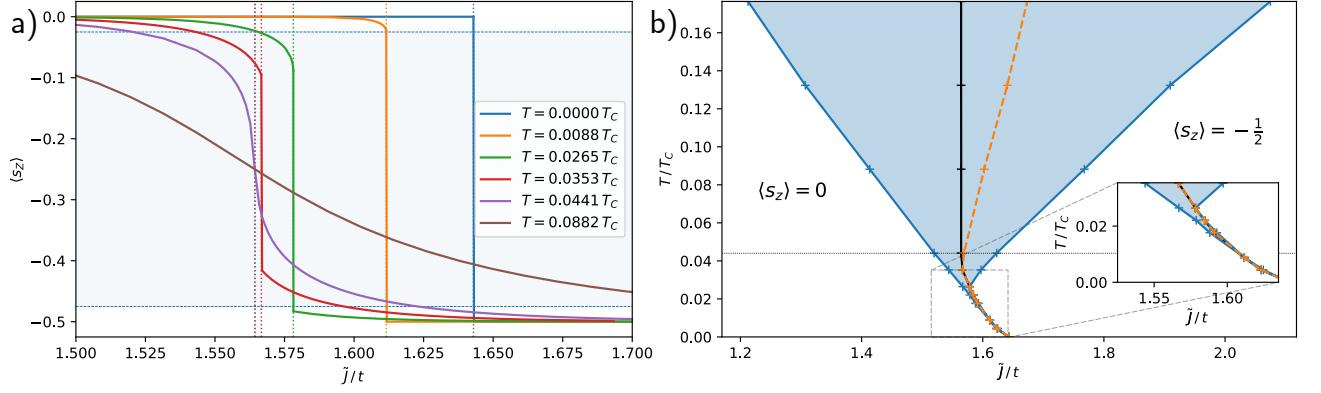 a)
0.0
−0.1
−0.2
−0.3
−0.4
−0.5
⟨s_z⟩
T = 0.0000 T_C
T = 0.0088 T_C
T = 0.0265 T_C
T = 0.0353 T_C
T = 0.0441 T_C
T = 0.0882 T_C
1.500 1.525 1.550 1.575 1.600 1.625 1.650 1.675 1.700
J̃/t
b)
0.16
0.14
0.12
0.10
0.08
0.06
0.04
0.02
0.00
T/T_C
⟨s_z⟩ = 0
⟨s_z⟩ = −1/2
0.02
0.00
T/T_C
1.55 1.60
J̃/t
1.2 1.4 1.6 1.8 2.0
J̃/t